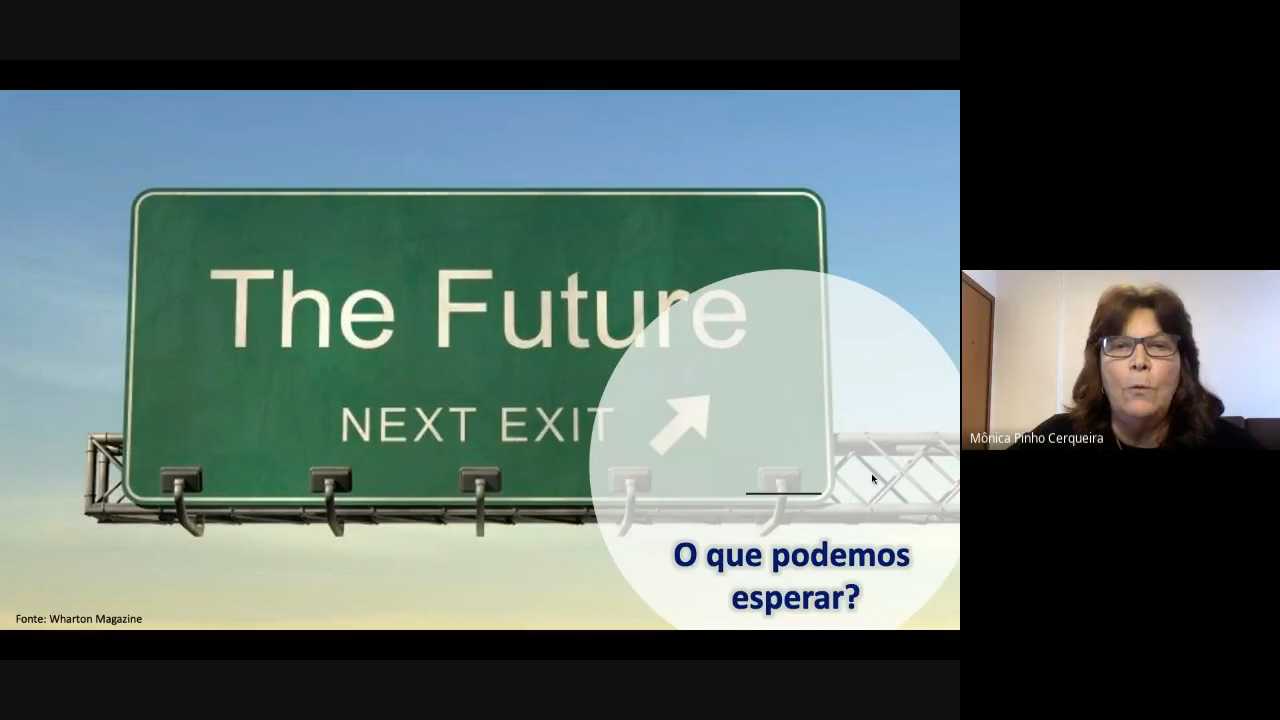 The Future
NEXT EXIT
O que podemos
esperar?
Fonte: Wharton Magazine
Mônica Pinho Cerqueira